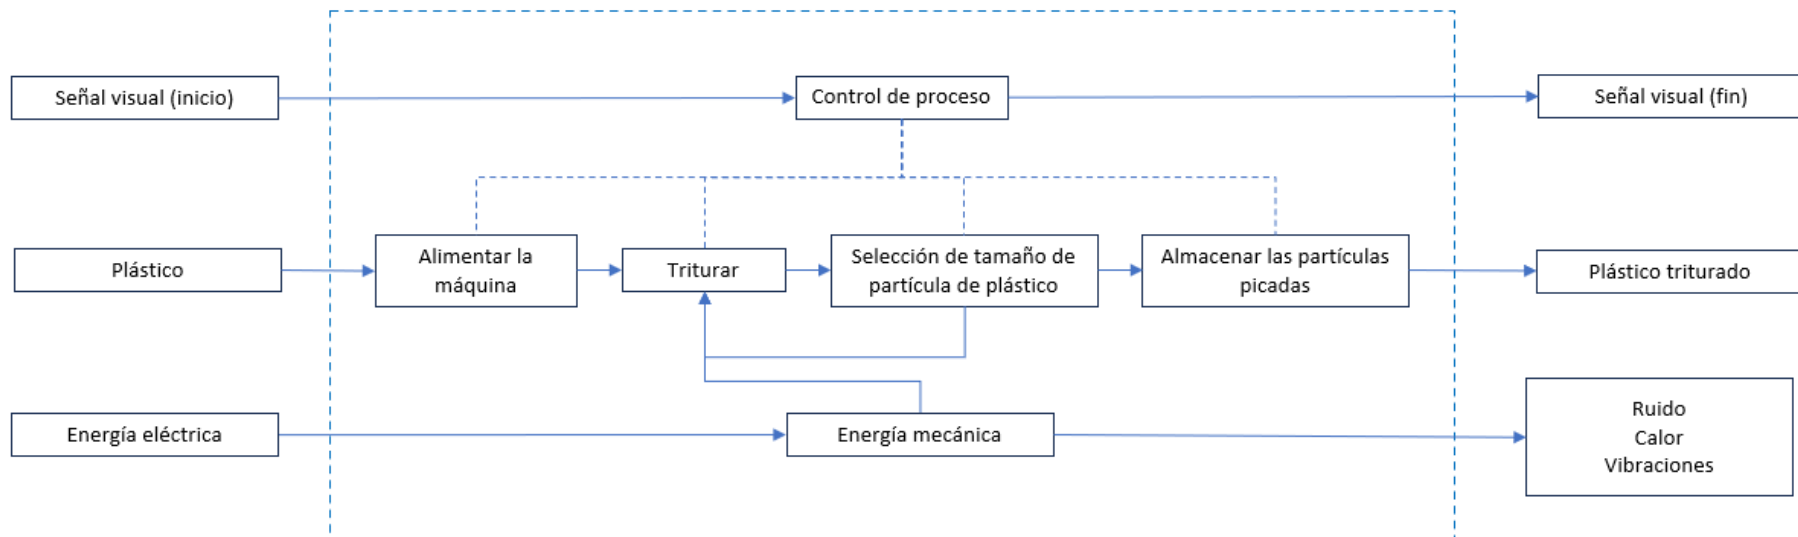 Señal visual (inicio)
Control de proceso
Señal visual (fin)
Plástico
Alimentar la
máquina
Triturar
Selección de tamaño de
partícula de plástico
Almacenar las partículas
picadas
Plástico triturado
Energía eléctrica
Energía mecánica
Ruido
Calor
Vibraciones